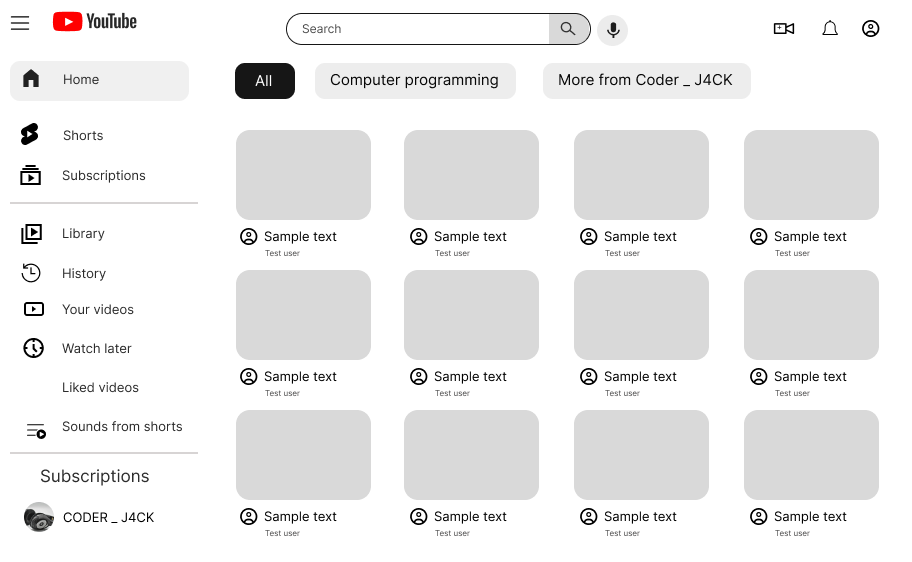 YouTube
Search
Home
Shorts
Subscriptions
Library
History
Your videos
Watch later
Liked videos
Sounds from shorts
Subscriptions
CODER _ J4CK
All
Computer programming
More from Coder _ J4CK
Sample text
Test user
Sample text
Test user
Sample text
Test user
Sample text
Test user
Sample text
Test user
Sample text
Test user
Sample text
Test user
Sample text
Test user
Sample text
Test user
Sample text
Test user
Sample text
Test user
Sample text
Test user